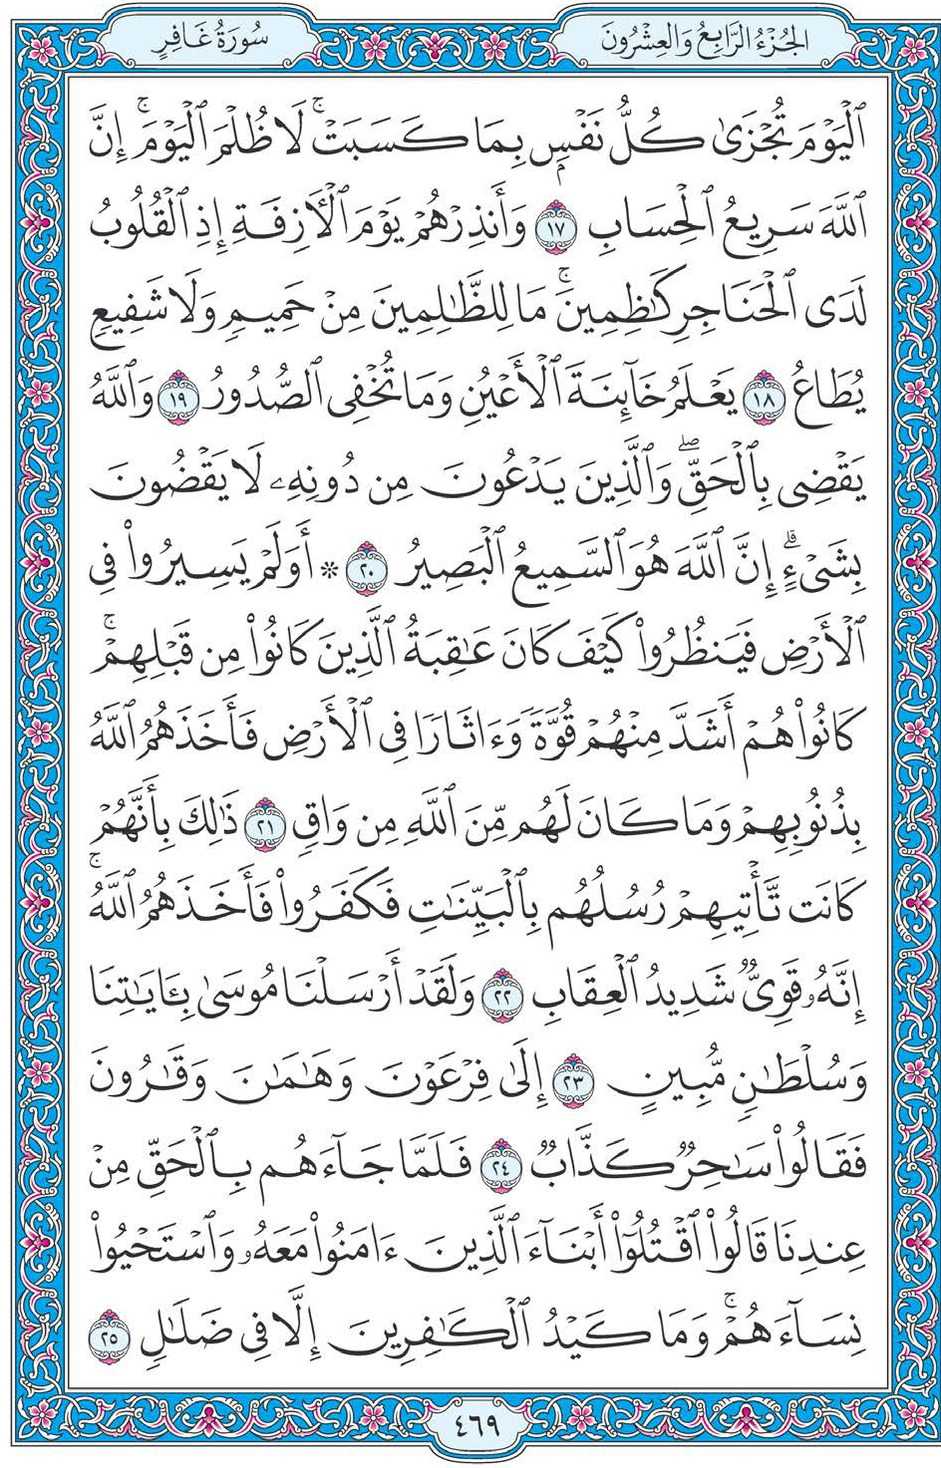 الجُزْءُ الرَّابِعُ وَالعِشْرُونَ
سُورَةُ غَافِرٍ
ٱلْيَوْمَ تُجْزَىٰ كُلُّ نَفْسٍۭ بِمَا كَسَبَتْۚ لَا ظُلْمَ ٱلْيَوْمَۚ إِنَّ
ٱللَّهَ سَرِيعُ ٱلْحِسَابِ ١٧ وَأَنذِرْهُمْ يَوْمَ ٱلْأٓزِفَةِ إِذِ ٱلْقُلُوبُ
لَدَى ٱلْحَنَاجِرِ كَٰظِمِينَۚ مَا لِلظَّٰلِمِينَ مِنْ حَمِيمٍ وَلَا شَفِيعٍ
يُطَاعُ ١٨ يَعْلَمُ خَآئِنَةَ ٱلْأَعْيُنِ وَمَا تُخْفِى ٱلصُّدُورُ ١٩ وَٱللَّهُ
يَقْضِى بِٱلْحَقِّۖ وَٱلَّذِينَ يَدْعُونَ مِن دُونِهِۦ لَا يَقْضُونَ
بِشَىْءٍۗ إِنَّ ٱللَّهَ هُوَ ٱلسَّمِيعُ ٱلْبَصِيرُ ٢٠ * أَوَلَمْ يَسِيرُوا۟ فِى
ٱلْأَرْضِ فَيَنظُرُوا۟ كَيْفَ كَانَ عَٰقِبَةُ ٱلَّذِينَ كَانُوا۟ مِن قَبْلِهِمْۚ
كَانُوا۟ هُمْ أَشَدَّ مِنْهُمْ قُوَّةً وَءَاثَارًا فِى ٱلْأَرْضِ فَأَخَذَهُمُ ٱللَّهُ
بِذُنُوبِهِمْ وَمَا كَانَ لَهُم مِّنَ ٱللَّهِ مِن وَاقٍ ٢١ ذَٰلِكَ بِأَنَّهُمْ
كَانَت تَّأْتِيهِمْ رُسُلُهُم بِٱلْبَيِّنَٰتِ فَكَفَرُوا۟ فَأَخَذَهُمُ ٱللَّهُۚ
إِنَّهُۥ قَوِىٌّ شَدِيدُ ٱلْعِقَابِ ٢٢ وَلَقَدْ أَرْسَلْنَا مُوسَىٰ بِـَٔايَٰتِنَا
وَسُلْطَٰنٍ مُّبِينٍ ٢٣ إِلَىٰ فِرْعَوْنَ وَهَٰمَٰنَ وَقَٰرُونَ
فَقَالُوا۟ سَٰحِرٌ كَذَّابٌ ٢٤ فَلَمَّا جَآءَهُم بِٱلْحَقِّ مِنْ
عِندِنَا قَالُوا۟ ٱقْتُلُوٓا۟ أَبْنَآءَ ٱلَّذِينَ ءَامَنُوا۟ مَعَهُۥ وَٱسْتَحْيُوا۟
نِسَآءَهُمْۚ وَمَا كَيْدُ ٱلْكَٰفِرِينَ إِلَّا فِى ضَلَٰلٍ ٢٥
٤٦٩